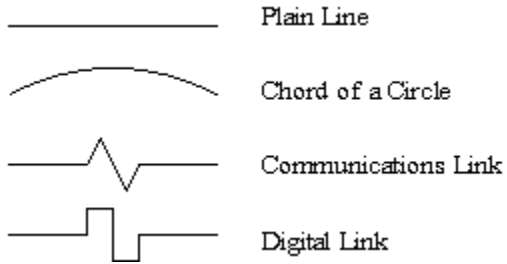 Plain Line
Chord of a Circle
Communications Link
Digital Link